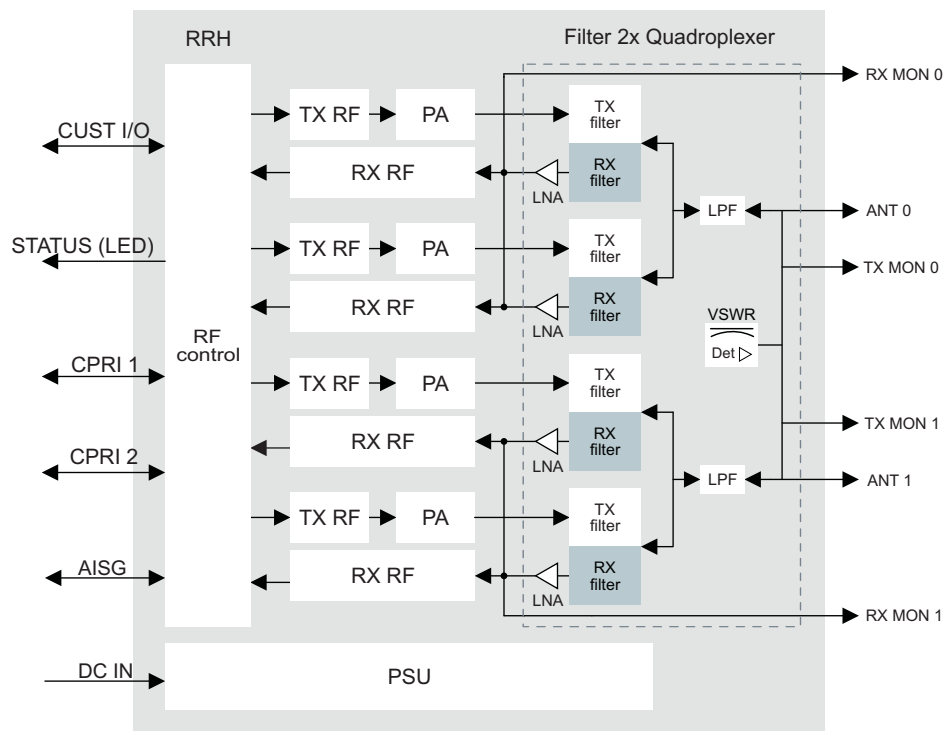 RRH
Filter 2x Quadroplexer
RX MON 0
TX RF
PA
TX
filter
CUST I/O
RX RF
RX
filter
LNA
LPF
ANT 0
STATUS (LED)
TX RF
PA
TX
filter
TX MON 0
RX RF
RX
filter
LNA
VSWR
Det
RF
control
CPRI 1
TX RF
PA
TX
filter
TX MON 1
RX RF
RX
filter
LNA
CPRI 2
LPF
ANT 1
TX RF
PA
TX
filter
AISG
RX RF
RX
filter
LNA
RX MON 1
DC IN
PSU